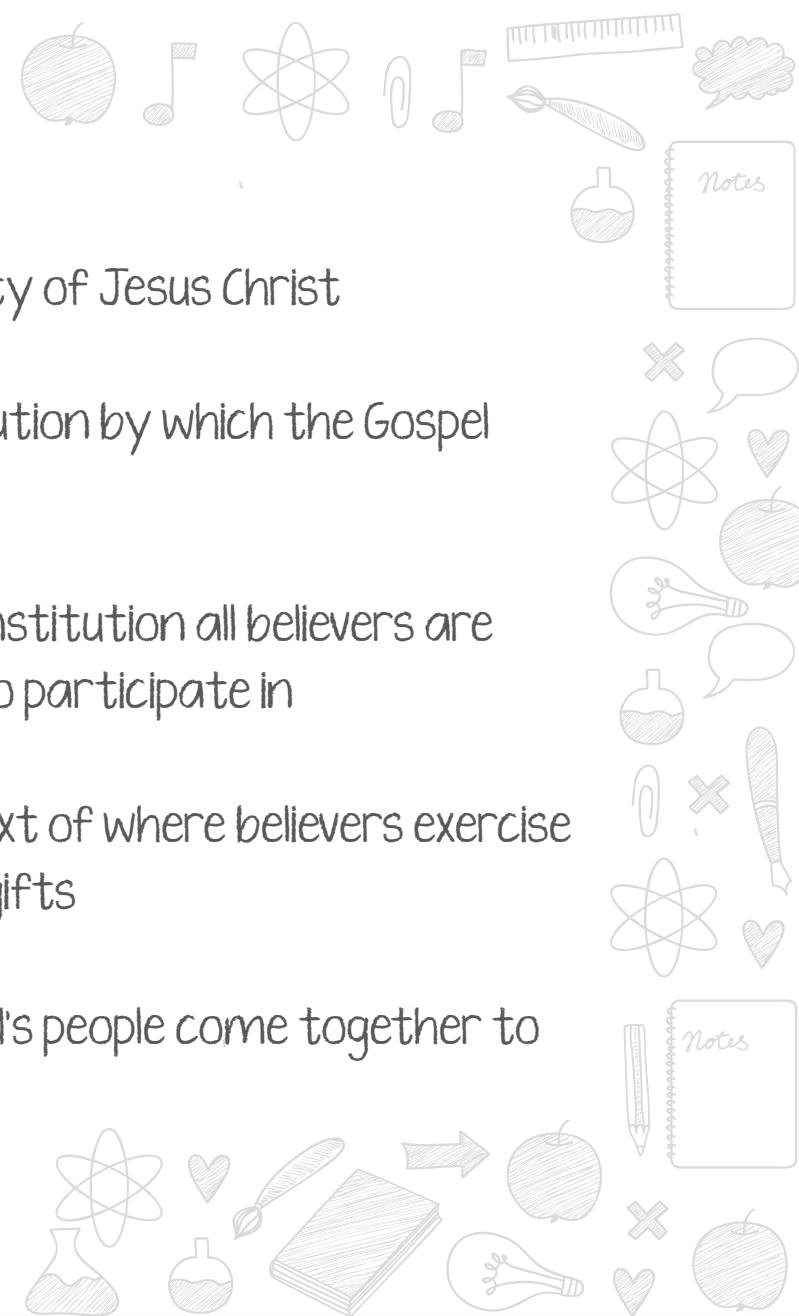 Notes
ty of Jesus Christ
ution by which the Gospel
nstitution all believers are
o participate in
xt of where believers exercise
gifts
d's people come together to
Notes